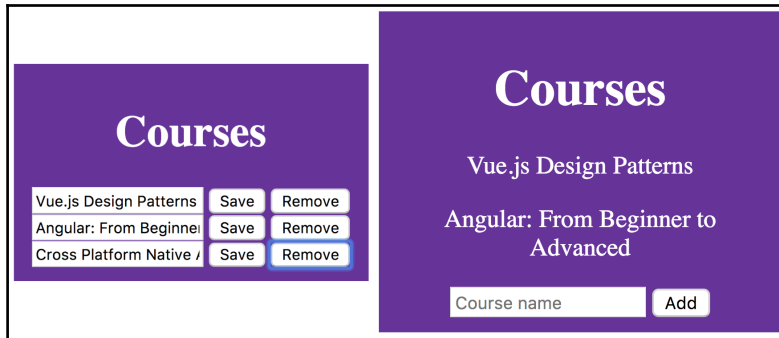 Courses
Vue.js Design Patterns Save Remove
Angular: From Beginne Save Remove
Cross Platform Native Save Remove
Courses
Vue.js Design Patterns
Angular: From Beginner to
Advanced
Course name Add